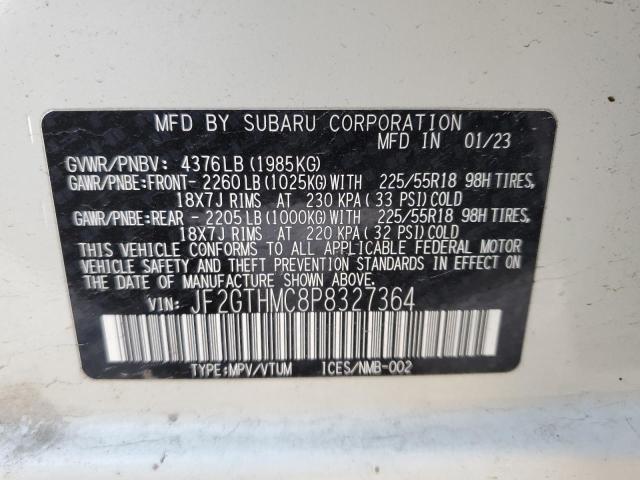 MFD BY SUBARU CORPORATION
MFD IN 01/23
GVWR/PNBV: 4376LB (1985KG)
GAWR/PNBE:FRONT- 2260LB (1025KG) WITH 225/55R18 98H TIRES,
18X7J RIMS AT 230 KPA (33 PSI) COLD
GAWR/PNBE:REAR - 2205LB (1000KG) WITH 225/55R18 98H TIRES,
18X7J RIMS AT 220 KPA (32 PSI) COLD
THIS VEHICLE CONFORMS TO ALL APPLICABLE FEDERAL MOTOR
VEHICLE SAFETY AND THEFT PREVENTION STANDARDS IN EFFECT ON
THE DATE OF MANUFACTURE SHOWN ABOVE.
VIN: JF2GTHMC8P8327364
TYPE:MPV/VTUM ICES/NMB-002